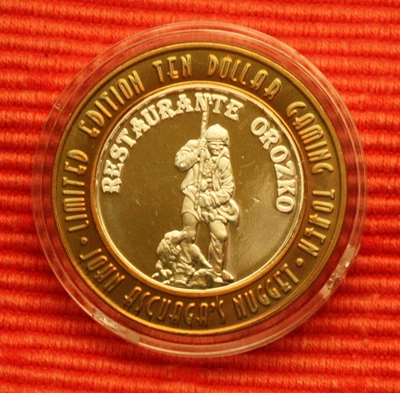 LIMITED EDITION TEN DOLLAR GAMING TOKEN
RESTAURANTE OROZKO
JOHN ASCUAGA'S NUGGET